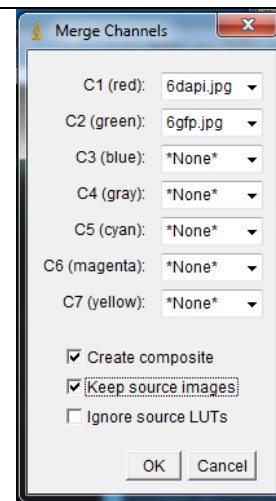 Merge Channels
C1 (red): 6dapi.jpg
C2 (green): 6gfp.jpg
C3 (blue): *None*
C4 (gray): *None*
C5 (cyan): *None*
C6 (magenta): *None*
C7 (yellow): *None*
Create composite
Keep source images
Ignore source LUTs
OK Cancel